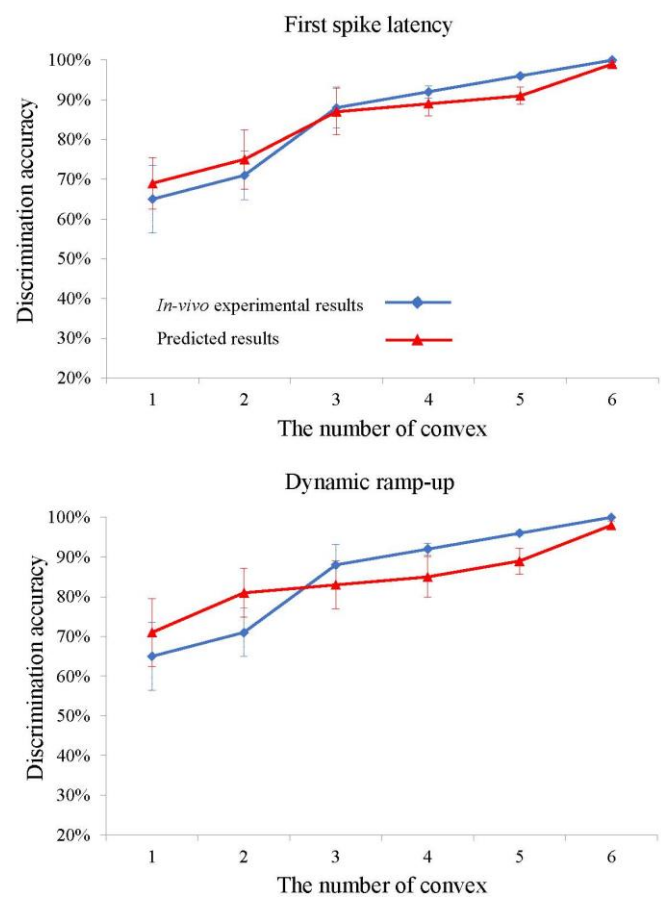 First spike latency
100%
90%
80%
70%
60%
50%
40%
30%
20%
Discrimination accuracy
In-vivo experimental results
Predicted results
1 2 3 4 5 6
The number of convex
Dynamic ramp-up
100%
90%
80%
70%
60%
50%
40%
30%
20%
Discrimination accuracy
1 2 3 4 5 6
The number of convex